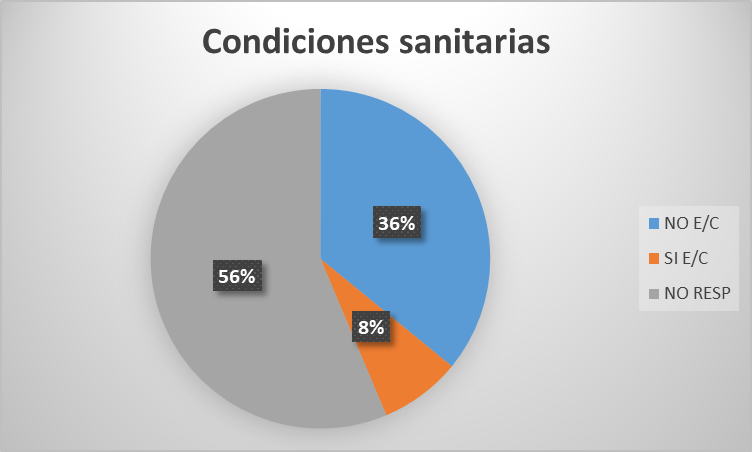 Condiciones sanitarias
36%
8%
56%
NO E/C
SI E/C
NO RESP